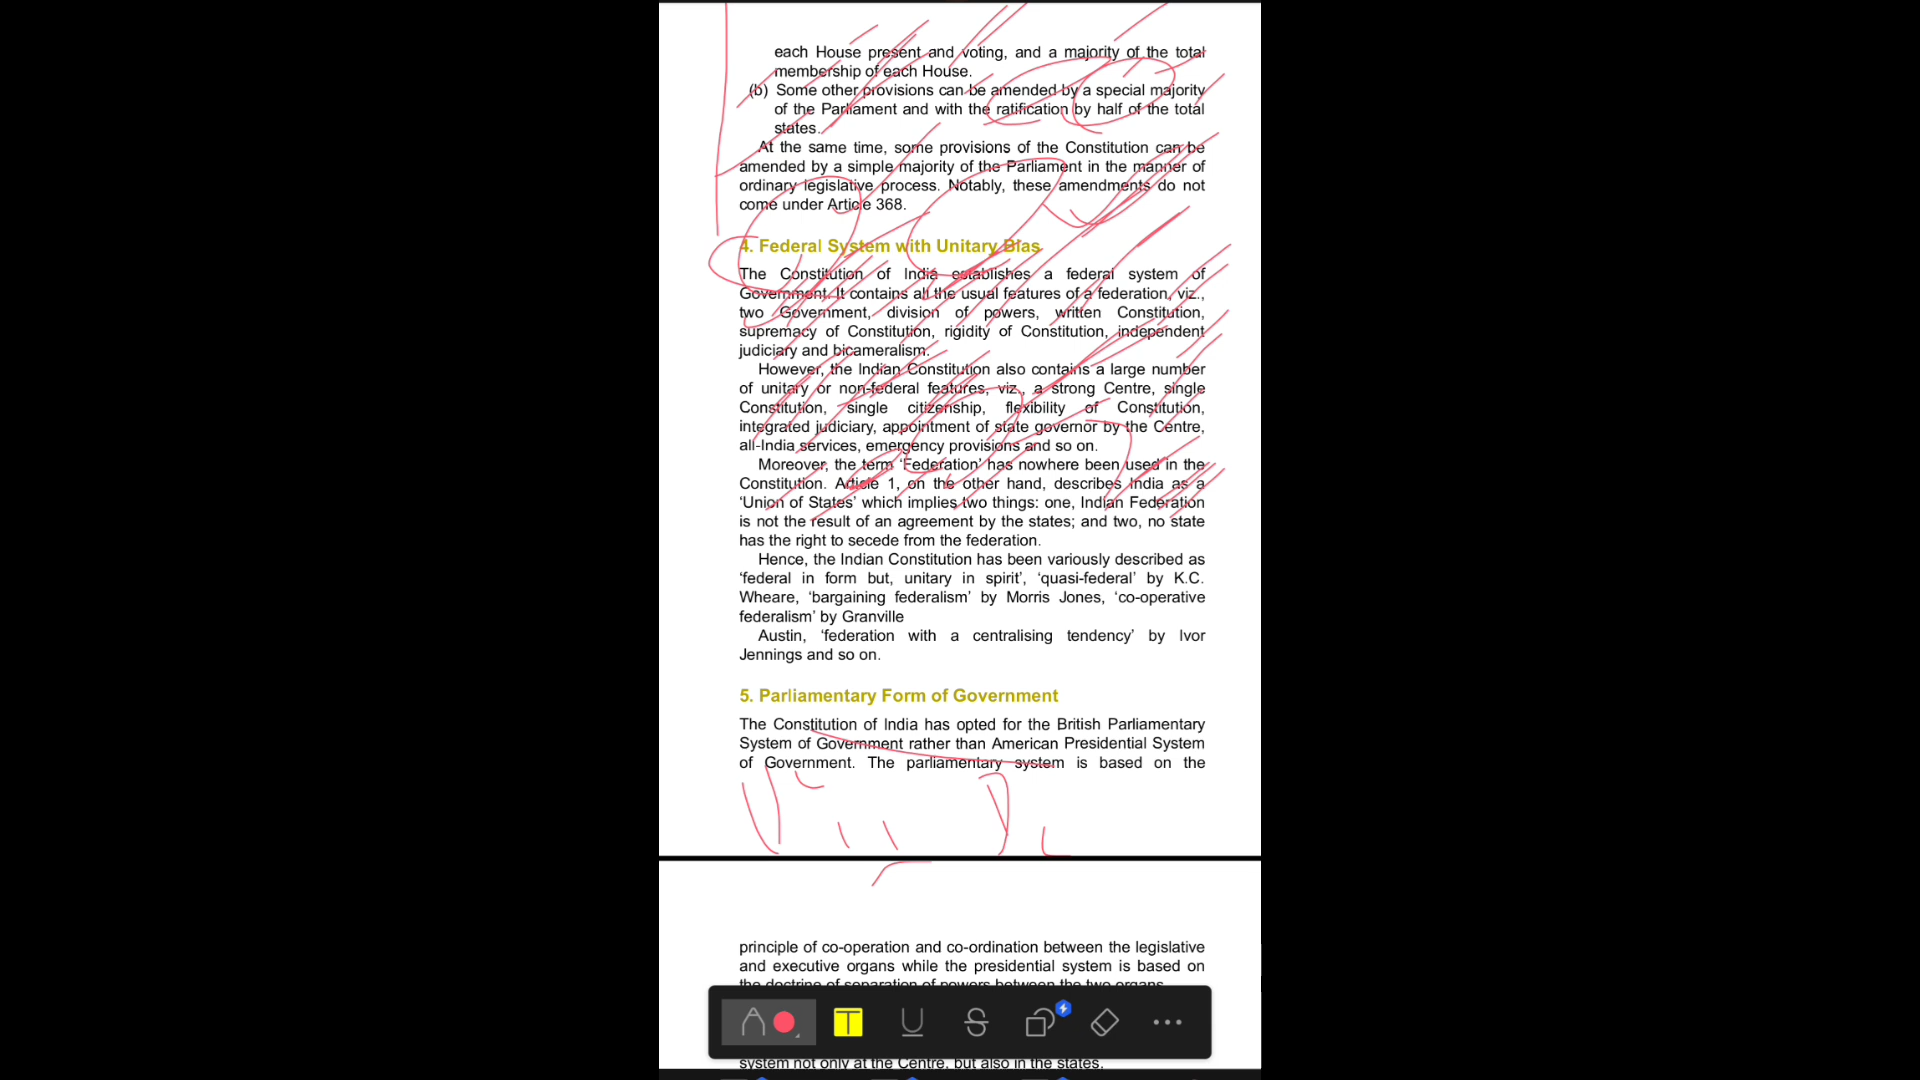 each House present and voting, and a majority of the total
membership of each House.
(b) Some other provisions can be amended by a special majority
of the Parliament and with the ratification by half of the total
states.
At the same time, some provisions of the Constitution can be
amended by a simple majority of the Parliament in the manner of
ordinary legislative process. Notably, these amendments do not
come under Article 368.
4. Federal System with Unitary Bias
The Constitution of India establishes a federal system of
Government. It contains all the usual features of a federation, viz.,
two Government, division of powers, written Constitution,
supremacy of Constitution, rigidity of Constitution, independent
judiciary and bicameralism.
However, the Indian Constitution also contains a large number
of unitary or non-federal features, viz., a strong Centre, single
Constitution, single citizenship, flexibility of Constitution,
integrated judiciary, appointment of state governor by the Centre,
all-India services, emergency provisions and so on.
Moreover, the term ‘Federation’ has nowhere been used in the
Constitution. Article 1, on the other hand, describes India as a
‘Union of States’ which implies two things: one, Indian Federation
is not the result of an agreement by the states; and two, no state
has the right to secede from the federation.
Hence, the Indian Constitution has been variously described as
‘federal in form but, unitary in spirit’, ‘quasi-federal’ by K.C.
Wheare, ‘bargaining federalism’ by Morris Jones, ‘co-operative
federalism’ by Granville
Austin, ‘federation with a centralising tendency’ by Ivor
Jennings and so on.
5. Parliamentary Form of Government
The Constitution of India has opted for the British Parliamentary
System of Government rather than American Presidential System
of Government. The parliamentary system is based on the
principle of co-operation and co-ordination between the legislative
and executive organs while the presidential system is based on
the doctrine of separation of powers between the two organs.
system not only at the Centre, but also in the states.